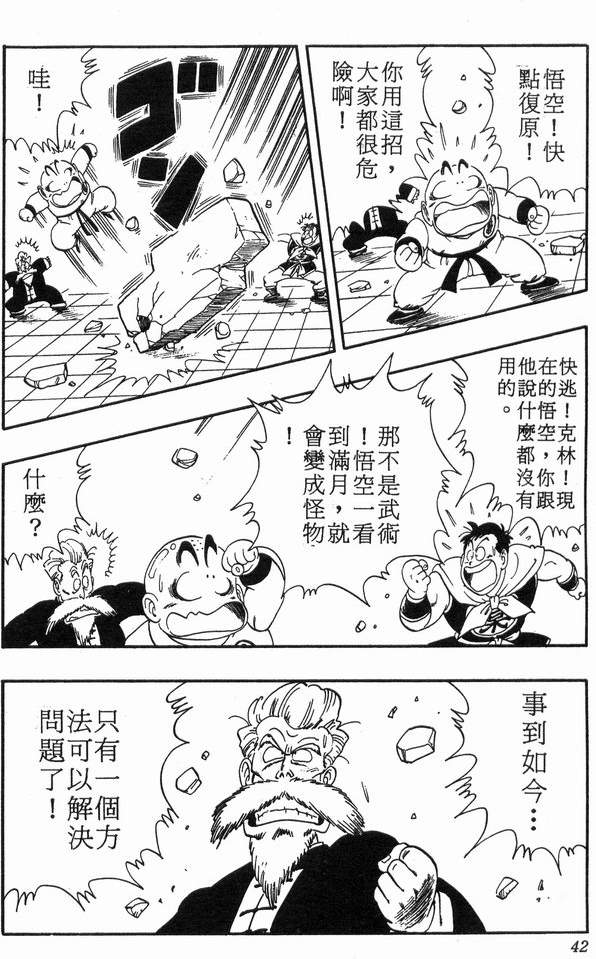 悟空！快
點復原！
你用這招，
大家都很危
險啊！
哇！
ゴン
快逃！克林！現
在的悟空，你跟
他說什麼都沒有
用的。
那不是武術
！悟空一看
到滿月，就
會變成怪物
！
什麼？
事到如今…
只有一個方
法可以解決
問題了！
42